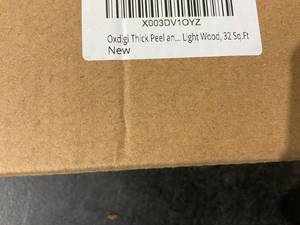 X003DV1OYZ
Oxdigi Thick Peel an... Light Wood, 32 Sq.Ft
New